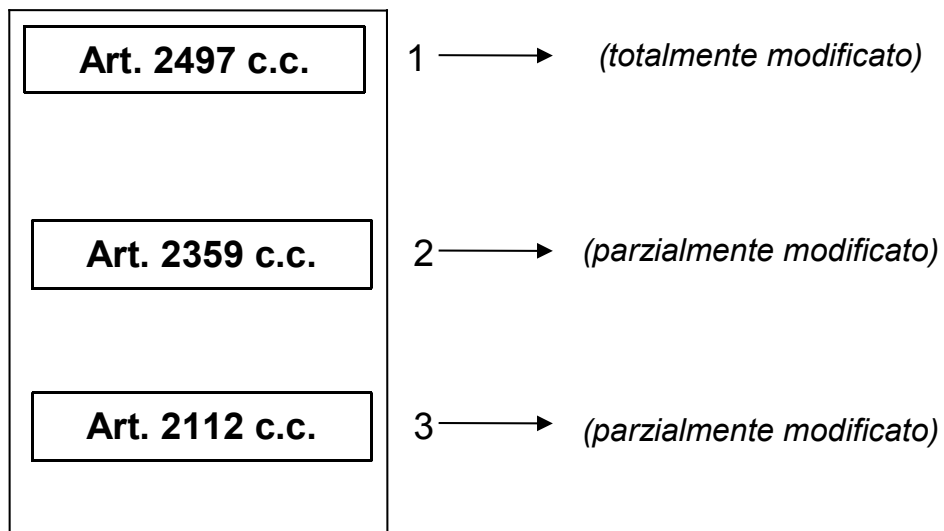 Art. 2497 c.c. 1 (totalmente modificato)
Art. 2359 c.c. 2 (parzialmente modificato)
Art. 2112 c.c. 3 (parzialmente modificato)